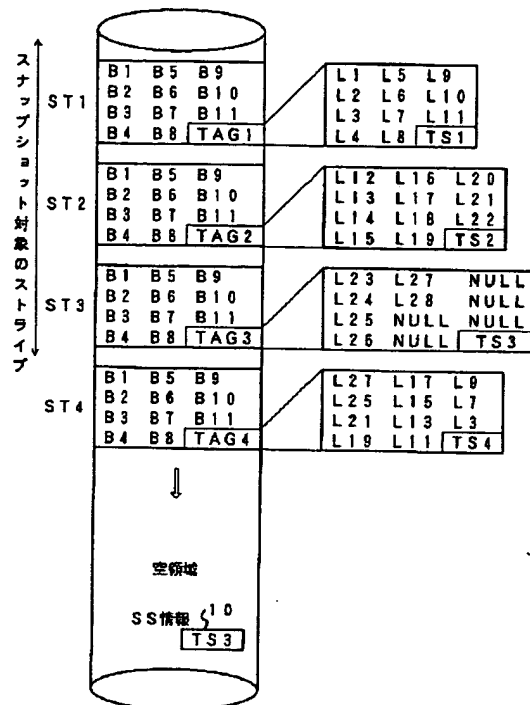 スナップショット対象のストライプ
ST1
B1 B5 B9
B2 B6 B10
B3 B7 B11
B4 B8 TAG1
L1 L5 L9
L2 L6 L10
L3 L7 L11
L4 L8 TS1
ST2
B1 B5 B9
B2 B6 B10
B3 B7 B11
B4 B8 TAG2
L12 L16 L20
L13 L17 L21
L14 L18 L22
L15 L19 TS2
ST3
B1 B5 B9
B2 B6 B10
B3 B7 B11
B4 B8 TAG3
L23 L27 NULL
L24 L28 NULL
L25 NULL NULL
L26 NULL TS3
ST4
B1 B5 B9
B2 B6 B10
B3 B7 B11
B4 B8 TAG4
L27 L17 L9
L25 L15 L7
L21 L13 L3
L19 L11 TS4
空領域
SS情報 10
TS3